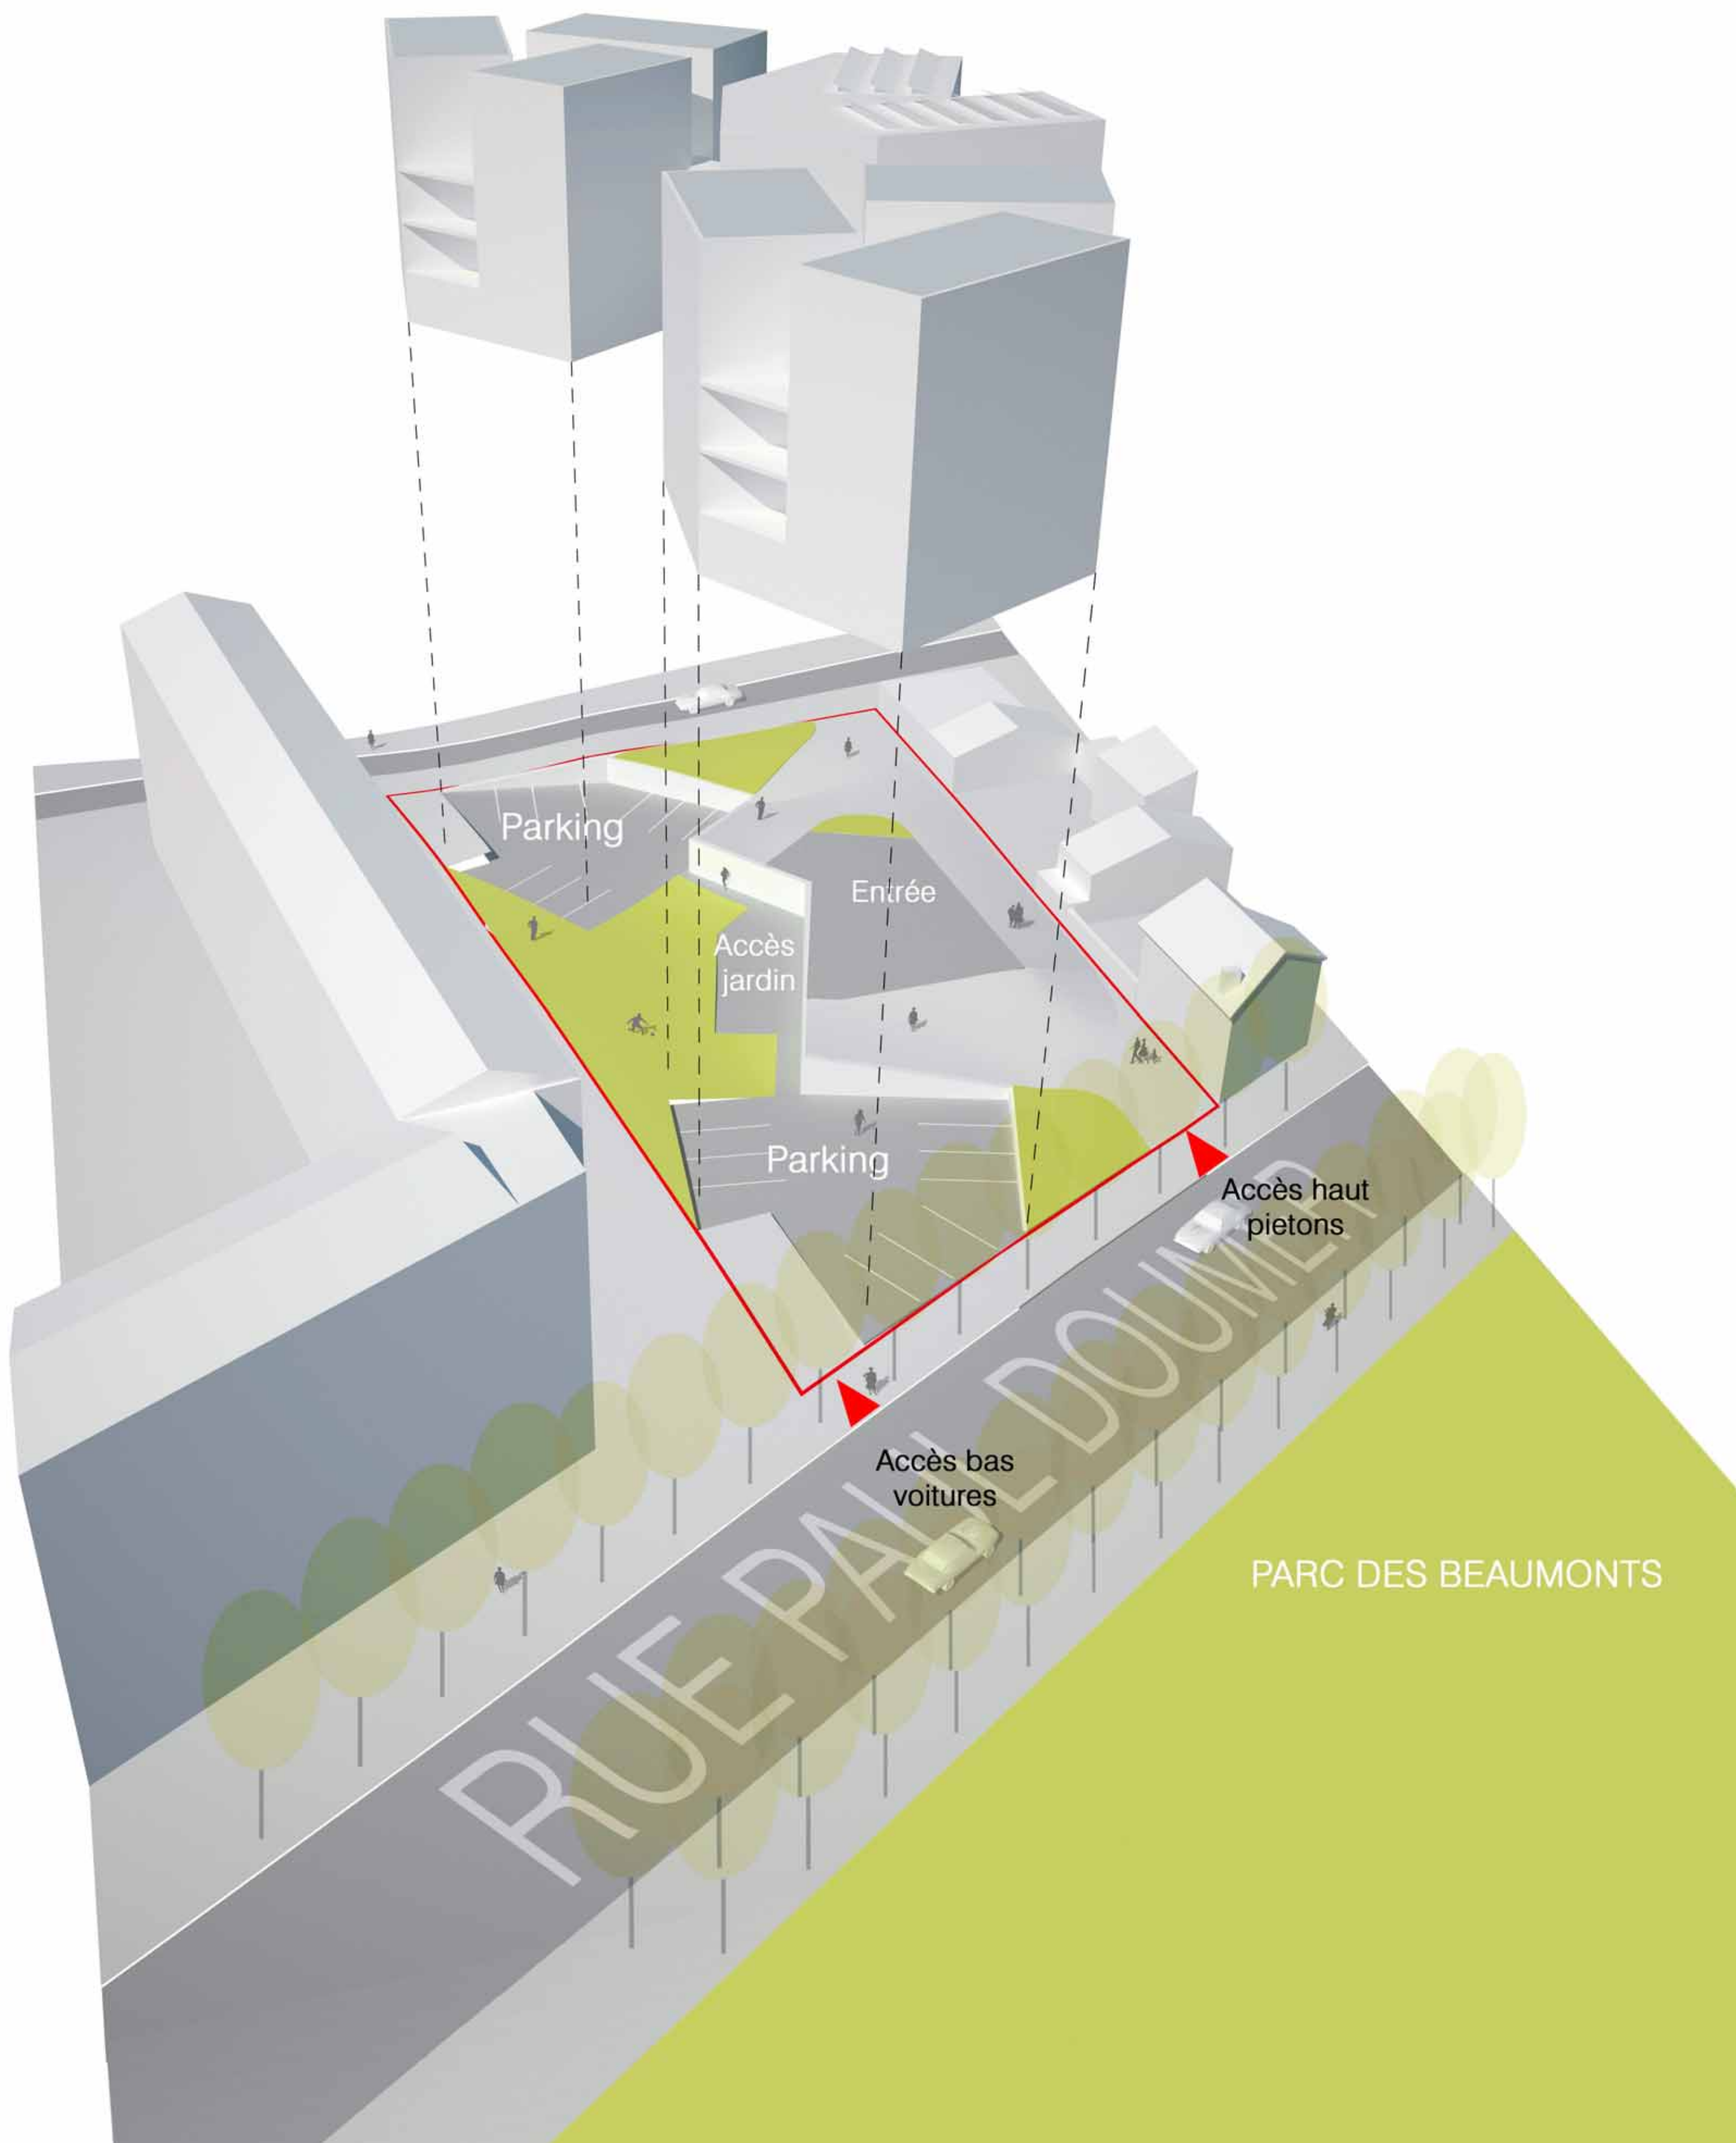 Parking
Entrée
Accès
jardin
Parking
Accès haut
pietons
RUE PAUL DOUMER
Accès bas
voitures
PARC DES BEAUMONTS